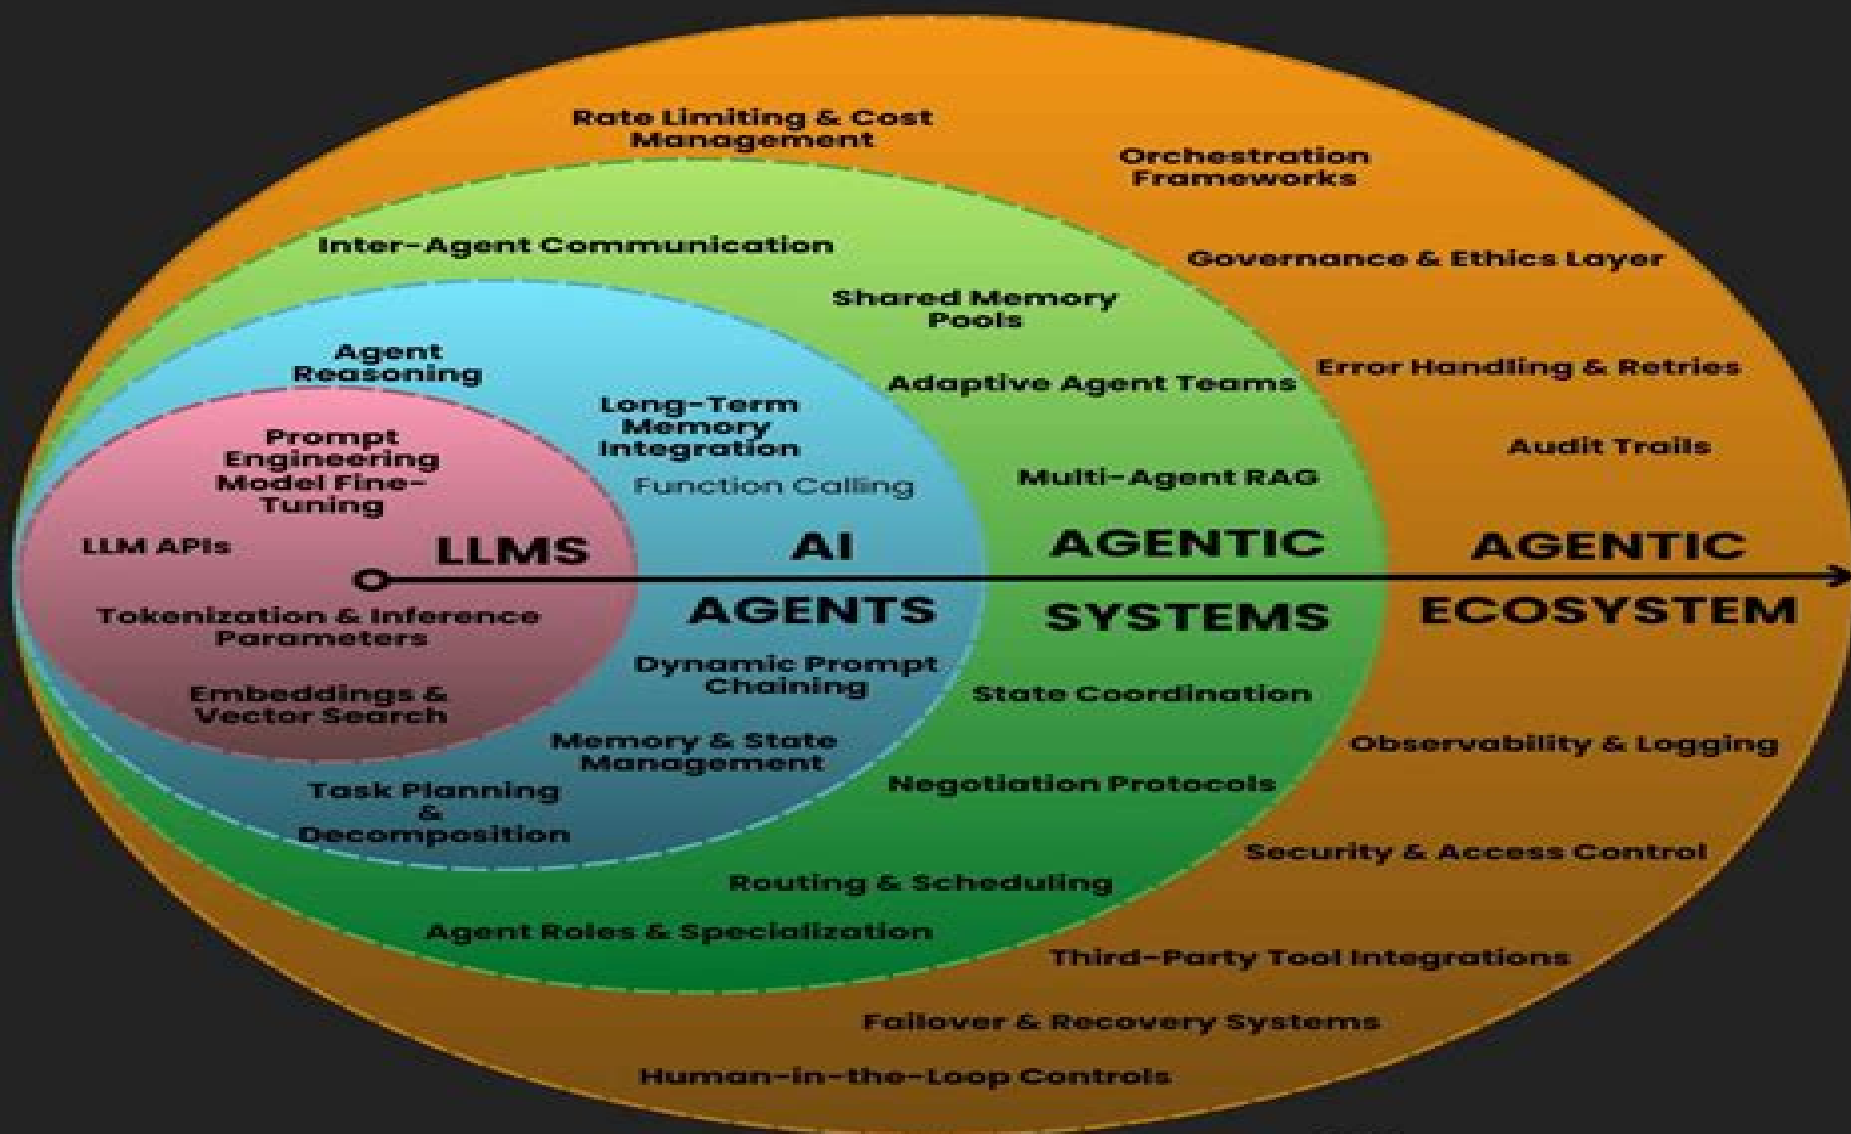 Rate Limiting & Cost
Management
Orchestration
Frameworks
Inter-Agent Communication
Governance & Ethics Layer
Shared Memory
Pools
Agent
Reasoning
Error Handling & Retries
Adaptive Agent Teams
Long-Term
Memory
Integration
Prompt
Engineering
Model Fine-
Tuning
Audit Trails
Multi-Agent RAG
Function Calling
LLM APIs
LLMS
AI
AGENTS
AGENTIC
SYSTEMS
AGENTIC
ECOSYSTEM
Tokenization & Inference
Parameters
Dynamic Prompt
Chaining
Embeddings &
Vector Search
State Coordination
Memory & State
Management
Observability & Logging
Task Planning
&
Decomposition
Negotiation Protocols
Security & Access Control
Routing & Scheduling
Agent Roles & Specialization
Third-Party Tool Integrations
Failover & Recovery Systems
Human-in-the-Loop Controls